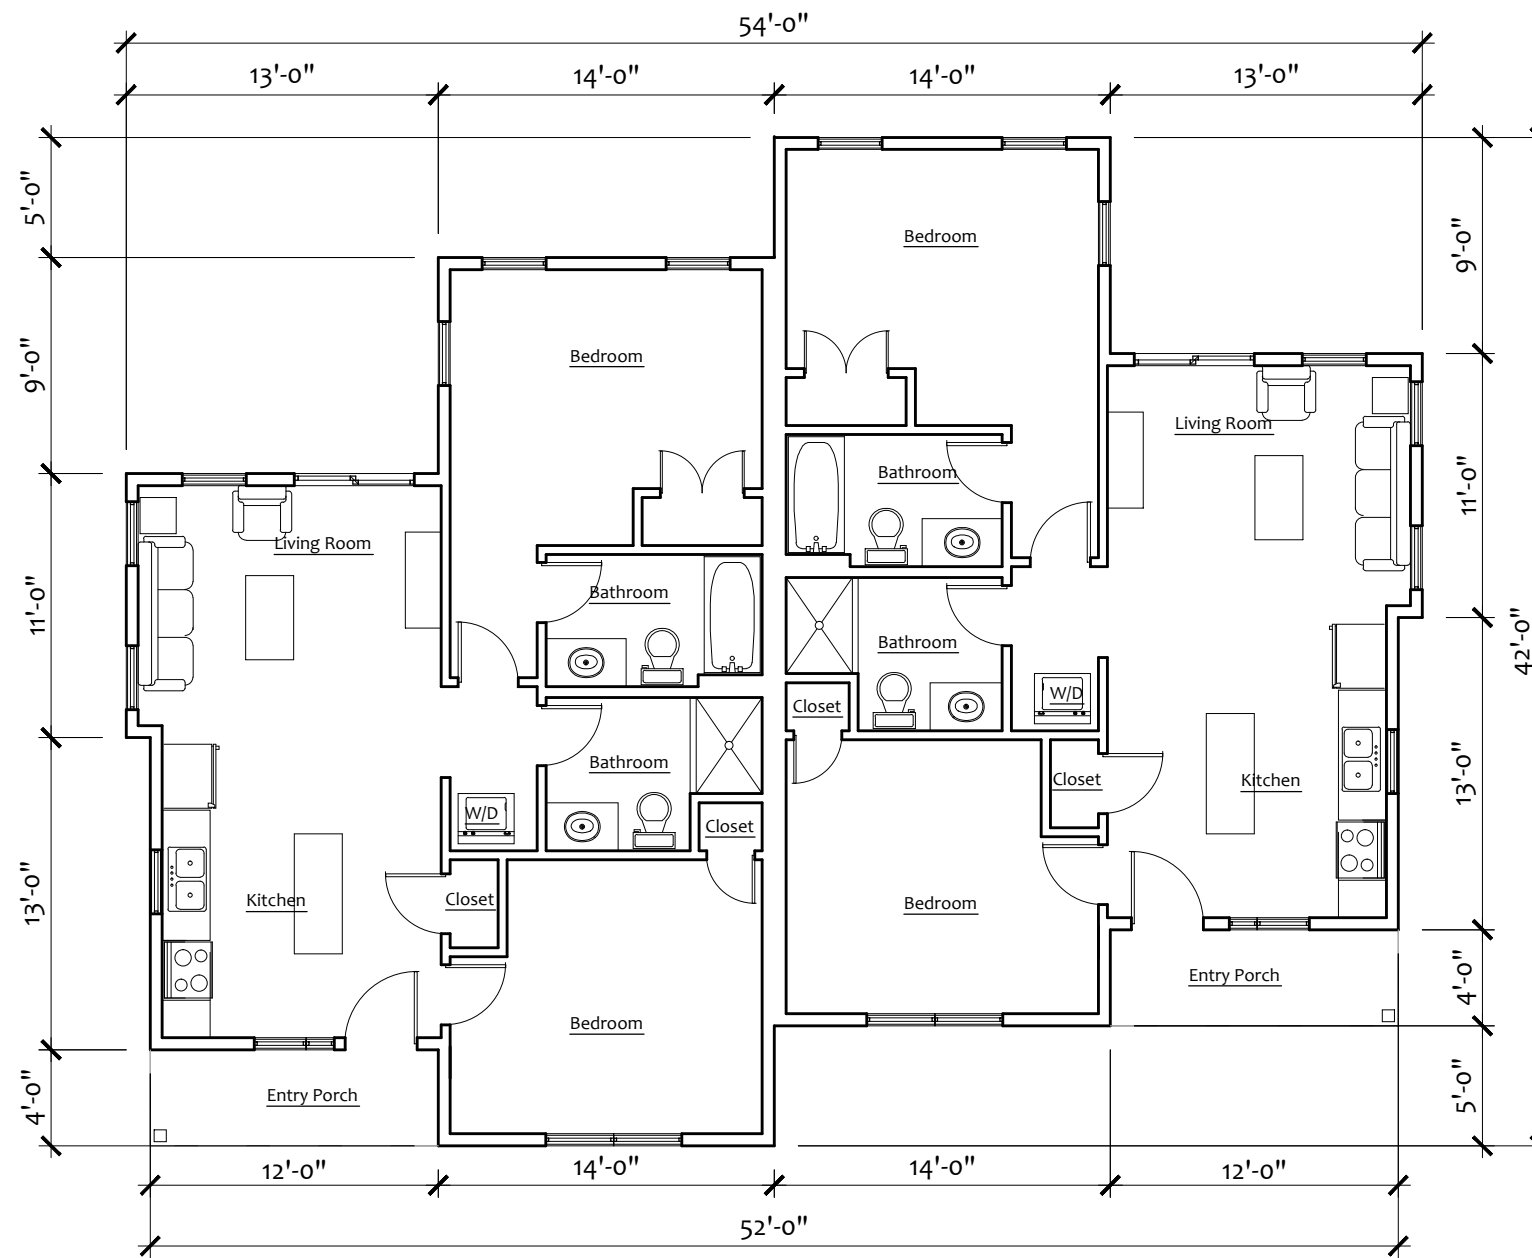 54'-0"
13'-0"
14'-0"
14'-0"
13'-0"
5'-0"
9'-0"
11'-0"
13'-0"
4'-0"
Bedroom
Living Room
Bathroom
Bathroom
W/D
Closet
Closet
Kitchen
Bedroom
Entry Porch
Bedroom
Living Room
Bathroom
Bathroom
W/D
Closet
Closet
Kitchen
Bedroom
Entry Porch
9'-0"
11'-0"
13'-0"
4'-0"
5'-0"
42'-0"
12'-0"
14'-0"
14'-0"
12'-0"
52'-0"